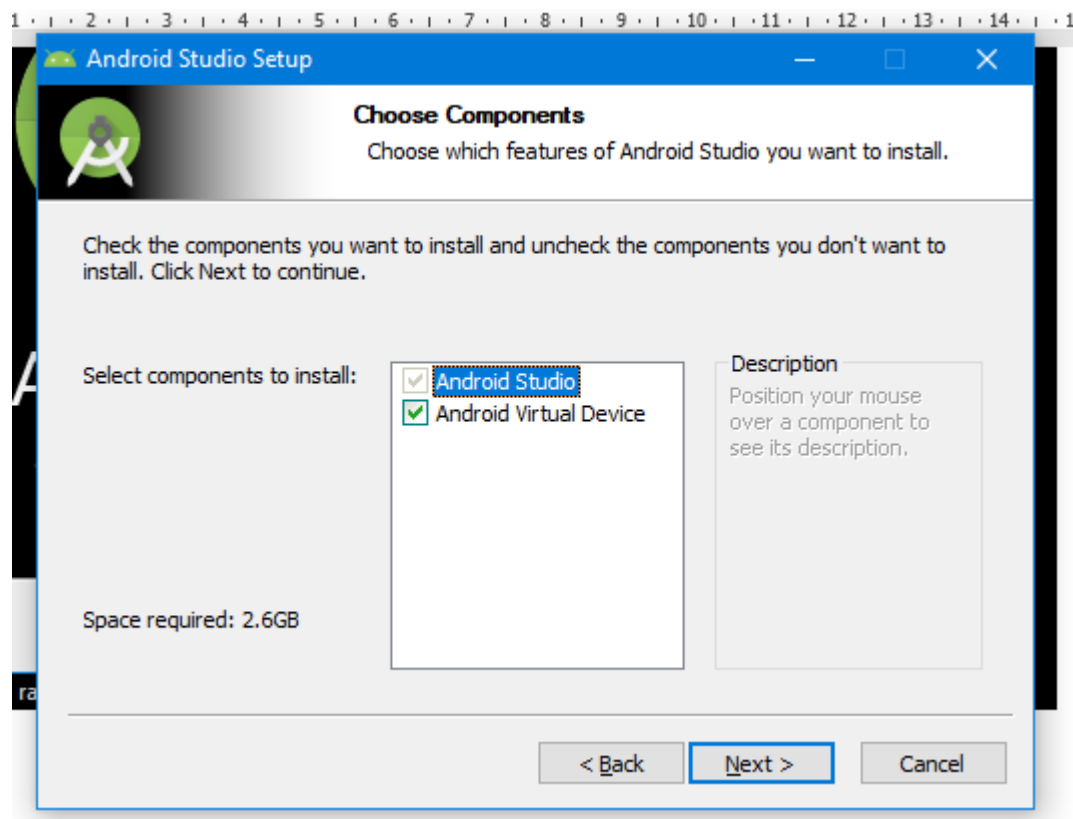 1 · 2 · 3 · 4 · 5 · 6 · 7 · 8 · 9 · 10 · 11 · 12 · 13 · 14 ·
Android Studio Setup
Choose Components
Choose which features of Android Studio you want to install.
Check the components you want to install and uncheck the components you don't want to
install. Click Next to continue.
Select components to install:
Android Studio
Android Virtual Device
Description
Position your mouse
over a component to
see its description.
Space required: 2.6GB
ra
< Back
Next >
Cancel